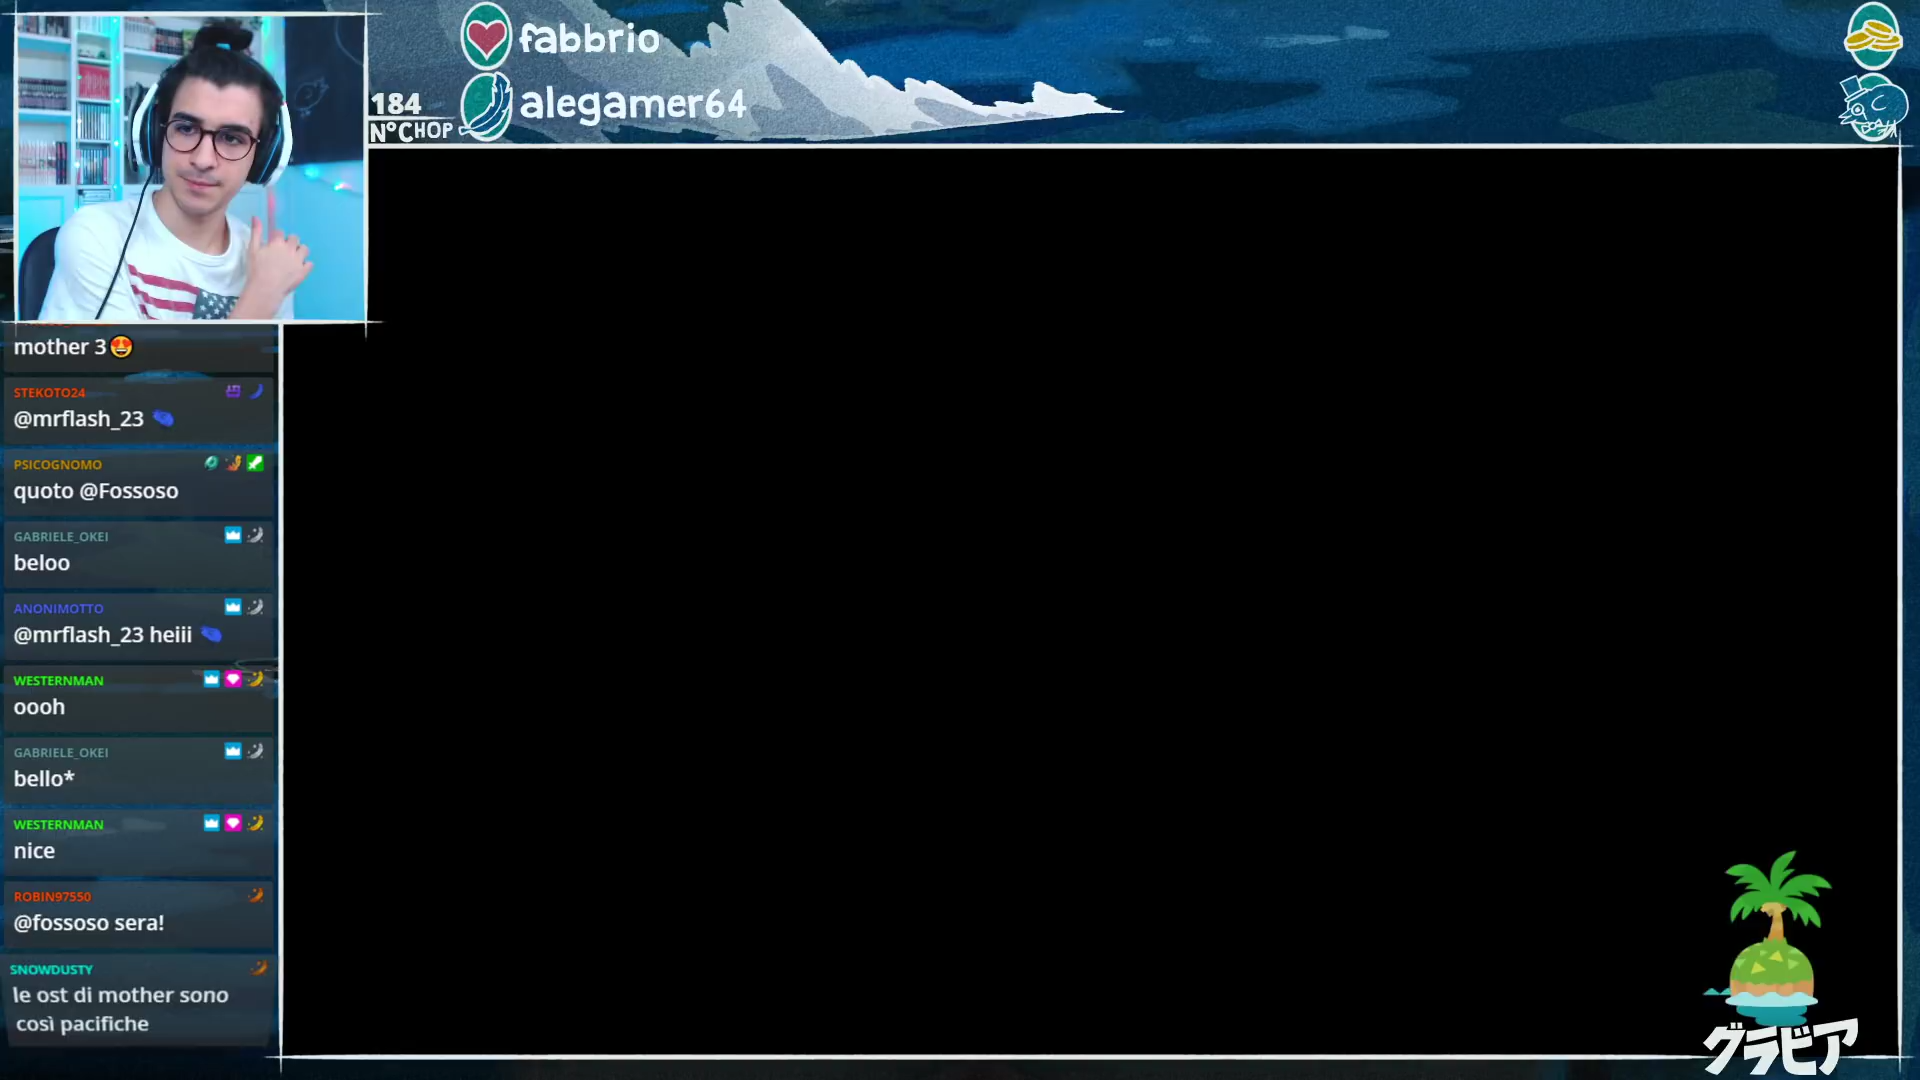 fabbrio
184
N°CHOP
alegamer64
mother 3
STEKOTO24
@mrflash_23
PSICOGNOMO
quoto @Fossoso
GABRIELE_OKEI
beloo
ANONIMOTTO
@mrflash_23 heiii
WESTERNMAN
oooh
GABRIELE_OKEI
bello*
WESTERNMAN
nice
ROBIN97550
@fossoso sera!
SNOWDUSTY
le ost di mother sono
così pacifiche
グラビア